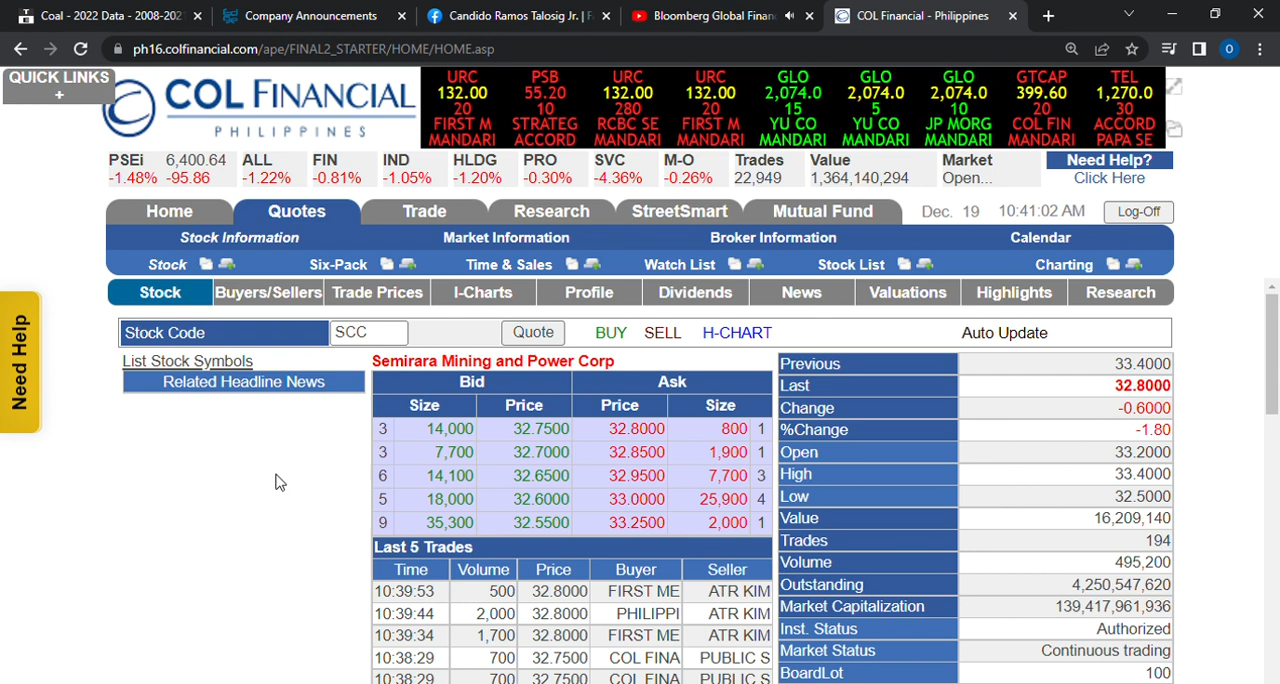 Coal - 2022 Data - 2008-202
Company Announcements
Candido Ramos Talosig Jr. | F
Bloomberg Global Finan
COL Financial - Philippines
ph16.colfinancial.com/ape/FINAL2_STARTER/HOME/HOME.asp
O
QUICK LINKS
+
COL FINANCIAL
PHILIPPINES
URC PSB URC URC GLO GLO GLO GTCAP TEL
132.00 55.20 132.00 132.00 2,074.0 2,074.0 2,074.0 399.60 1,270.0
20 10 280 20 15 5 10 20 30
FIRST M STRATEG RCBC SE FIRST M YU CO YU CO JP MORG COL FIN ACCORD
MANDARI ACCORD MANDARI MANDARI MANDARI MANDARI MANDARI MANDARI PAPA SE
PSEi 6,400.64 ALL FIN IND HLDG PRO SVC M-O Trades Value Market Need Help?
-1.48% -95.86 -1.22% -0.81% -1.05% -1.20% -0.30% -4.36% -0.26% 22,949 1,364,140,294 Open... Click Here
Home Quotes Trade Research StreetSmart Mutual Fund Dec. 19 10:41:02 AM Log-Off
Stock Information Market Information Broker Information Calendar
Stock Six-Pack Time & Sales Watch List Stock List Charting
Stock Buyers/Sellers Trade Prices I-Charts Profile Dividends News Valuations Highlights Research
Need Help
Stock Code SCC Quote BUY SELL H-CHART Auto Update
List Stock Symbols
Related Headline News
Semirara Mining and Power Corp
Bid Ask
Size Price Price Size
3 14,000 32.7500 32.8000 800 1
3 7,700 32.7000 32.8500 1,900 1
6 14,100 32.6500 32.9500 7,700 3
5 18,000 32.6000 33.0000 25,900 4
9 35,300 32.5500 33.2500 2,000 1
Last 5 Trades
Time Volume Price Buyer Seller
10:39:53 500 32.8000 FIRST ME ATR KIM
10:39:44 2,000 32.8000 PHILIPPI ATR KIM
10:39:34 1,700 32.8000 FIRST ME ATR KIM
10:38:29 700 32.7500 COL FINA PUBLIC S
10:38:29 700 32.7500 COL FINA PUBLIC S
Previous 33.4000
Last 32.8000
Change -0.6000
%Change -1.80
Open 33.2000
High 33.4000
Low 32.5000
Value 16,209,140
Trades 194
Volume 495,200
Outstanding 4,250,547,620
Market Capitalization 139,417,961,936
Inst. Status Authorized
Market Status Continuous trading
BoardLot 100